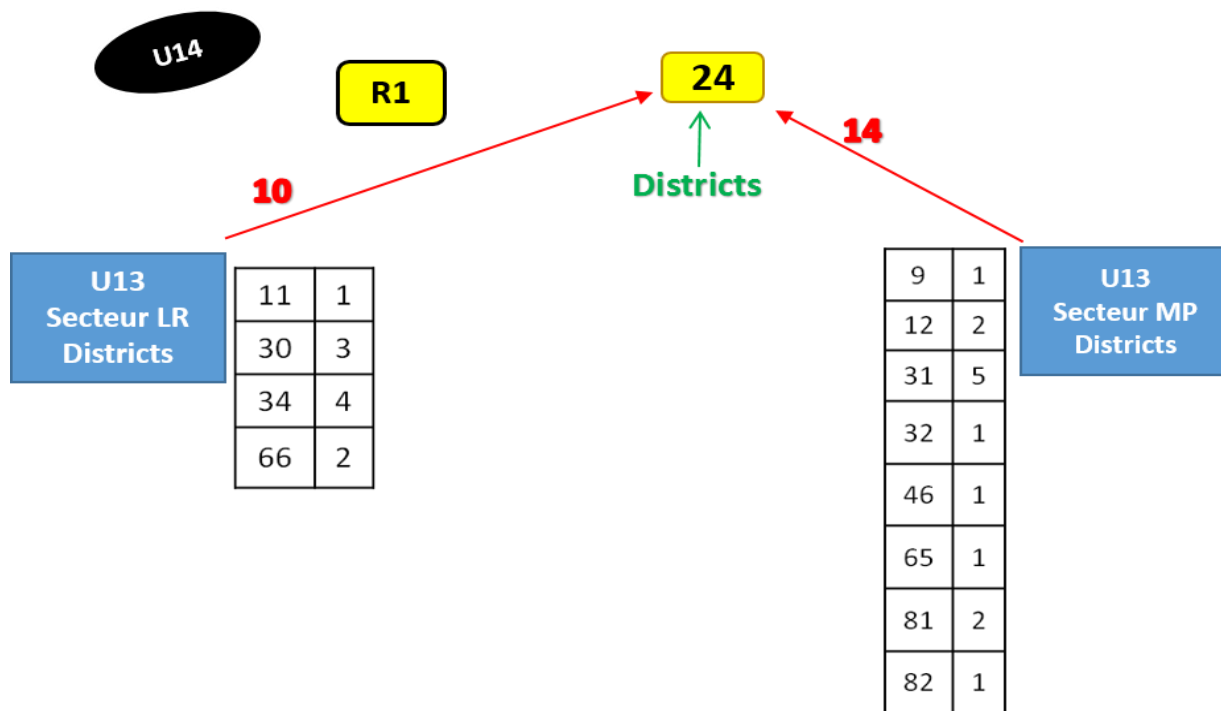 U14
R1
24
10
14
Districts
U13
Secteur LR
Districts
11 1
30 3
34 4
66 2
9 1
12 2
31 5
32 1
46 1
65 1
81 2
82 1
U13
Secteur MP
Districts